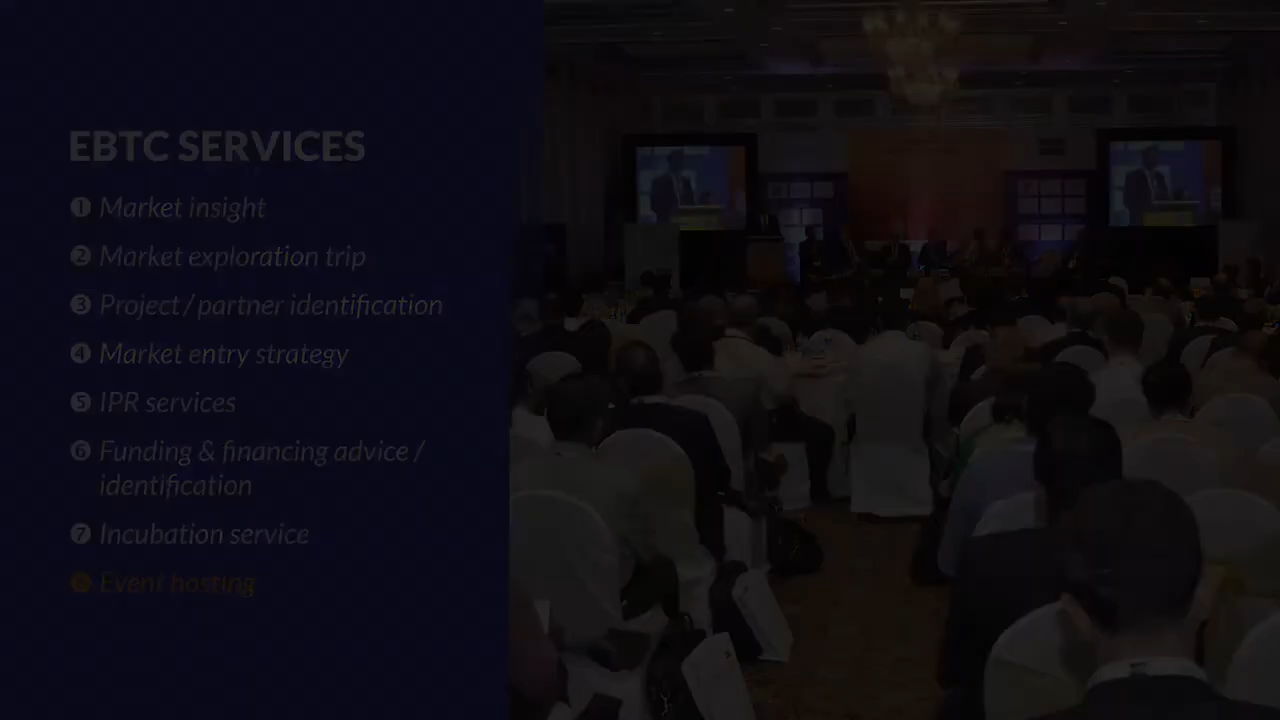 EBTC SERVICES
❶ Market insight
❷ Market exploration trip
❸ Project / partner identification
❹ Market entry strategy
❺ IPR services
❻ Funding & financing advice /
identification
❼ Incubation service
Event hosting